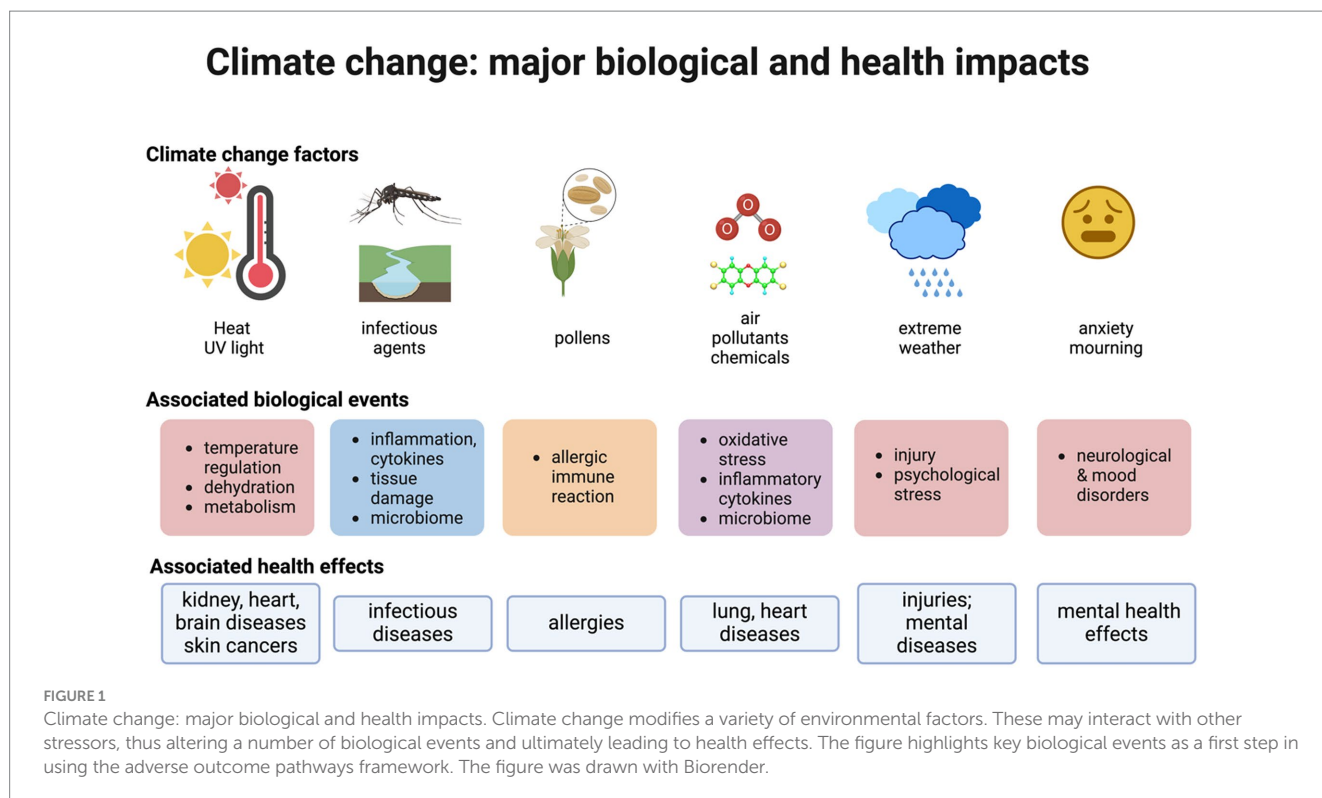 Climate change: major biological and health impacts
Climate change factors
O
O
O
Heat
UV light
infectious
agents
pollens
air
pollutants
chemicals
extreme
weather
anxiety
mourning
Associated biological events
• temperature
regulation
• dehydration
• metabolism
• inflammation,
cytokines
• tissue
damage
• microbiome
• allergic
immune
reaction
• oxidative
stress
• inflammatory
cytokines
• microbiome
• injury
• psychological
stress
• neurological
& mood
disorders
Associated health effects
kidney, heart,
brain diseases
skin cancers
infectious
diseases
allergies
lung, heart
diseases
injuries;
mental
diseases
mental health
effects
FIGURE 1
Climate change: major biological and health impacts. Climate change modifies a variety of environmental factors. These may interact with other
stressors, thus altering a number of biological events and ultimately leading to health effects. The figure highlights key biological events as a first step in
using the adverse outcome pathways framework. The figure was drawn with Biorender.